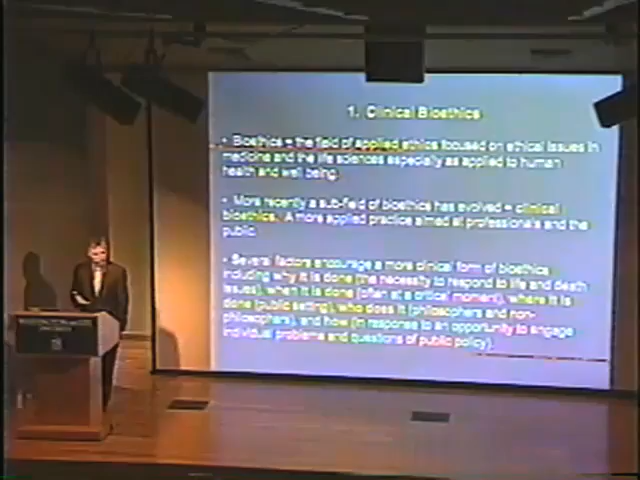 1. Clinical Bioethics
• Bioethics = the field of applied ethics focused on ethical issues in
medicine and the life sciences especially as applied to human
health and well being.
• More recently a sub-field of bioethics has evolved = clinical
bioethics. A more applied practice aimed at professionals and the
public.
• Several factors encourage a more clinical form of bioethics
including why it is done (the necessity to respond to life and death
issues), when it is done (often at a critical moment), where it is
done (public setting), who does it (philosophers and non-
philosophers), and how (in response to an opportunity to engage
individual problems and questions of public policy).